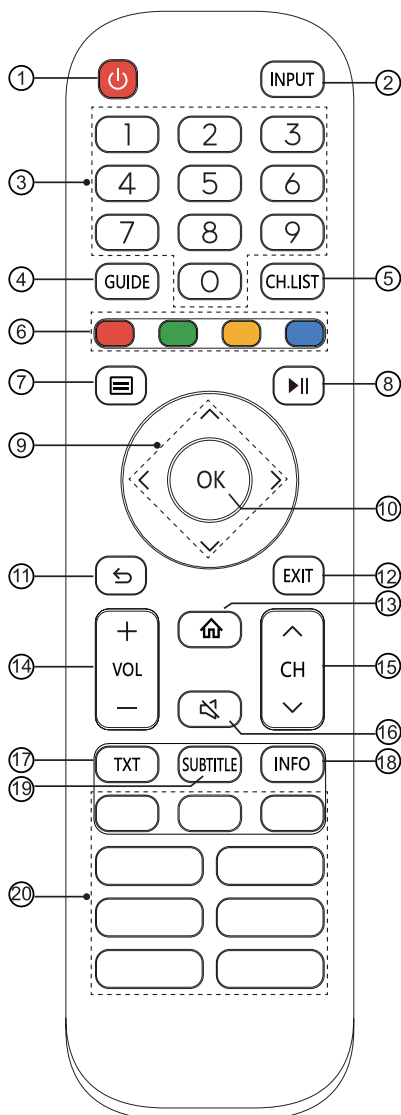 ① INPUT ②
1 2 3
③ 4 5 6
7 8 9
④ GUIDE 0 CH.LIST ⑤
⑥
⑦ ⑧
⑨
OK
⑩
⑪ EXIT ⑫
⑬
+
⑭ VOL CH ⑮
—
⑯
⑰ TXT SUBTITLE INFO ⑱
⑲
⑳